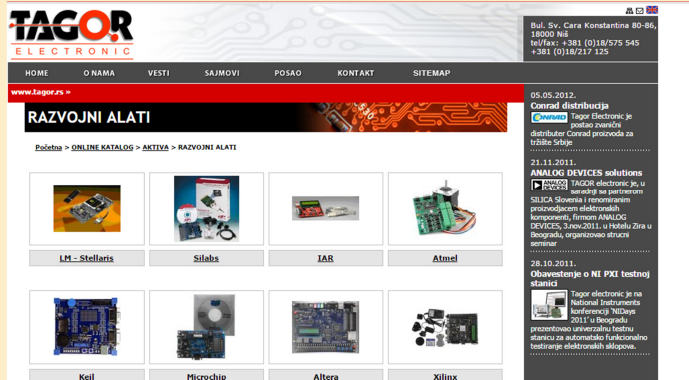 TAGOR
ELECTRONIC
Bul. Sv. Cara Konstantina 80-86,
18000 Niš
tel/fax: +381 (0)18/575 545
+381 (0)18/217 125
HOME O NAMA VESTI SAJMOVI POSAO KONTAKT SITEMAP
www.tagor.rs »
RAZVOJNI ALATI
Početna > ONLINE KATALOG > AKTIVA > RAZVOJNI ALATI
LM - Stellaris Silabs IAR Atmel
Keil Microchip Altera Xilinx
05.05.2012.
Conrad distribucija
CONRAD Tagor Electronic je
postao zvanični
distributer Conrad proizvoda za
tržište Srbije
21.11.2011.
ANALOG DEVICES solutions
ANALOG DEVICES TAGOR electronic je, u
saradnji sa partnerom
SILICA Slovenia i renomiranim
proizvodjacem elektronskih
komponenti, firmom ANALOG
DEVICES, 3.nov.2011. u Hotelu Zira u
Beogradu, organizovao strucni
seminar
28.10.2011.
Obavestenje o NI PXI testnoj
stanici
Tagor electronic je na
National Instruments
konferenciji 'NIDays
2011' u Beogradu
prezentovao univerzalnu testnu
stanicu za automatsko funkcionalno
testiranje elektronskih sklopova.